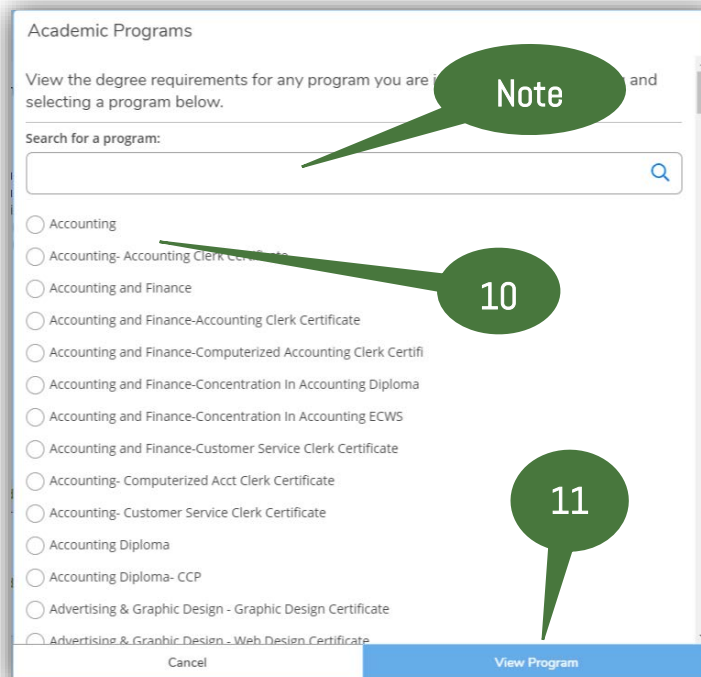 Academic Programs
View the degree requirements for any program you are and
selecting a program below.
Note
Search for a program:
Accounting
Accounting- Accounting Clerk Certificate
10
Accounting and Finance
Accounting and Finance-Accounting Clerk Certificate
Accounting and Finance-Computerized Accounting Clerk Certifi
Accounting and Finance-Concentration In Accounting Diploma
Accounting and Finance-Concentration In Accounting ECWS
Accounting and Finance-Customer Service Clerk Certificate
Accounting- Computerized Acct Clerk Certificate
11
Accounting- Customer Service Clerk Certificate
Accounting Diploma
Accounting Diploma- CCP
Advertising & Graphic Design - Graphic Design Certificate
Advertising & Graphic Design - Web Design Certificate
Cancel
View Program